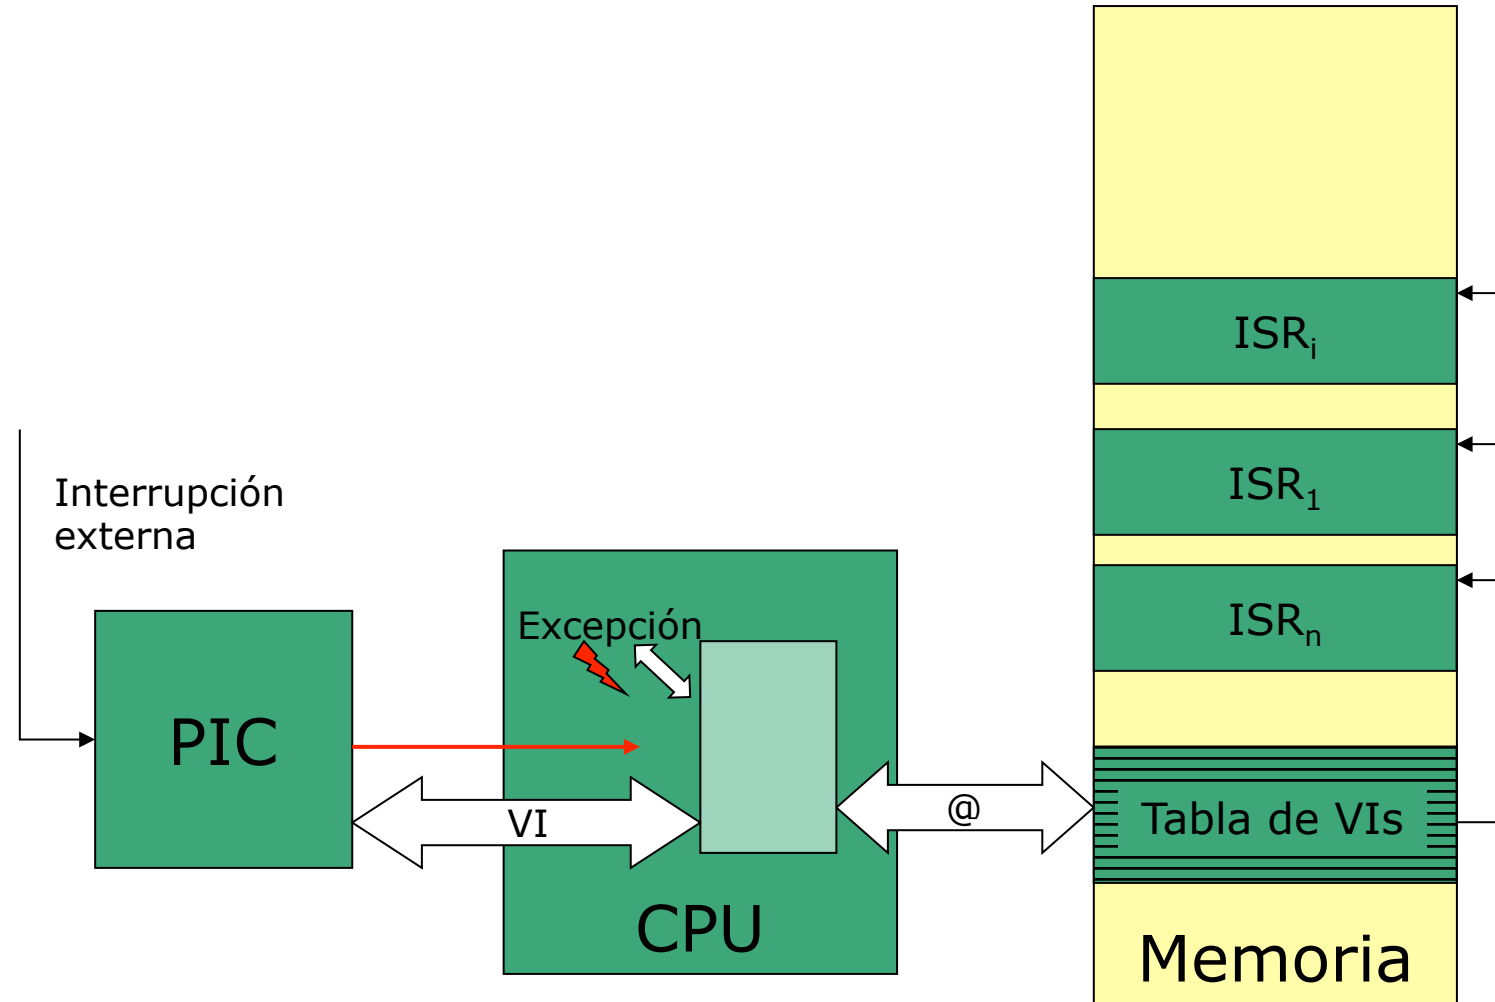 ISRi
ISR1
ISRn
Interrupción
externa
Excepción
PIC
VI
@
Tabla de VIs
CPU
Memoria